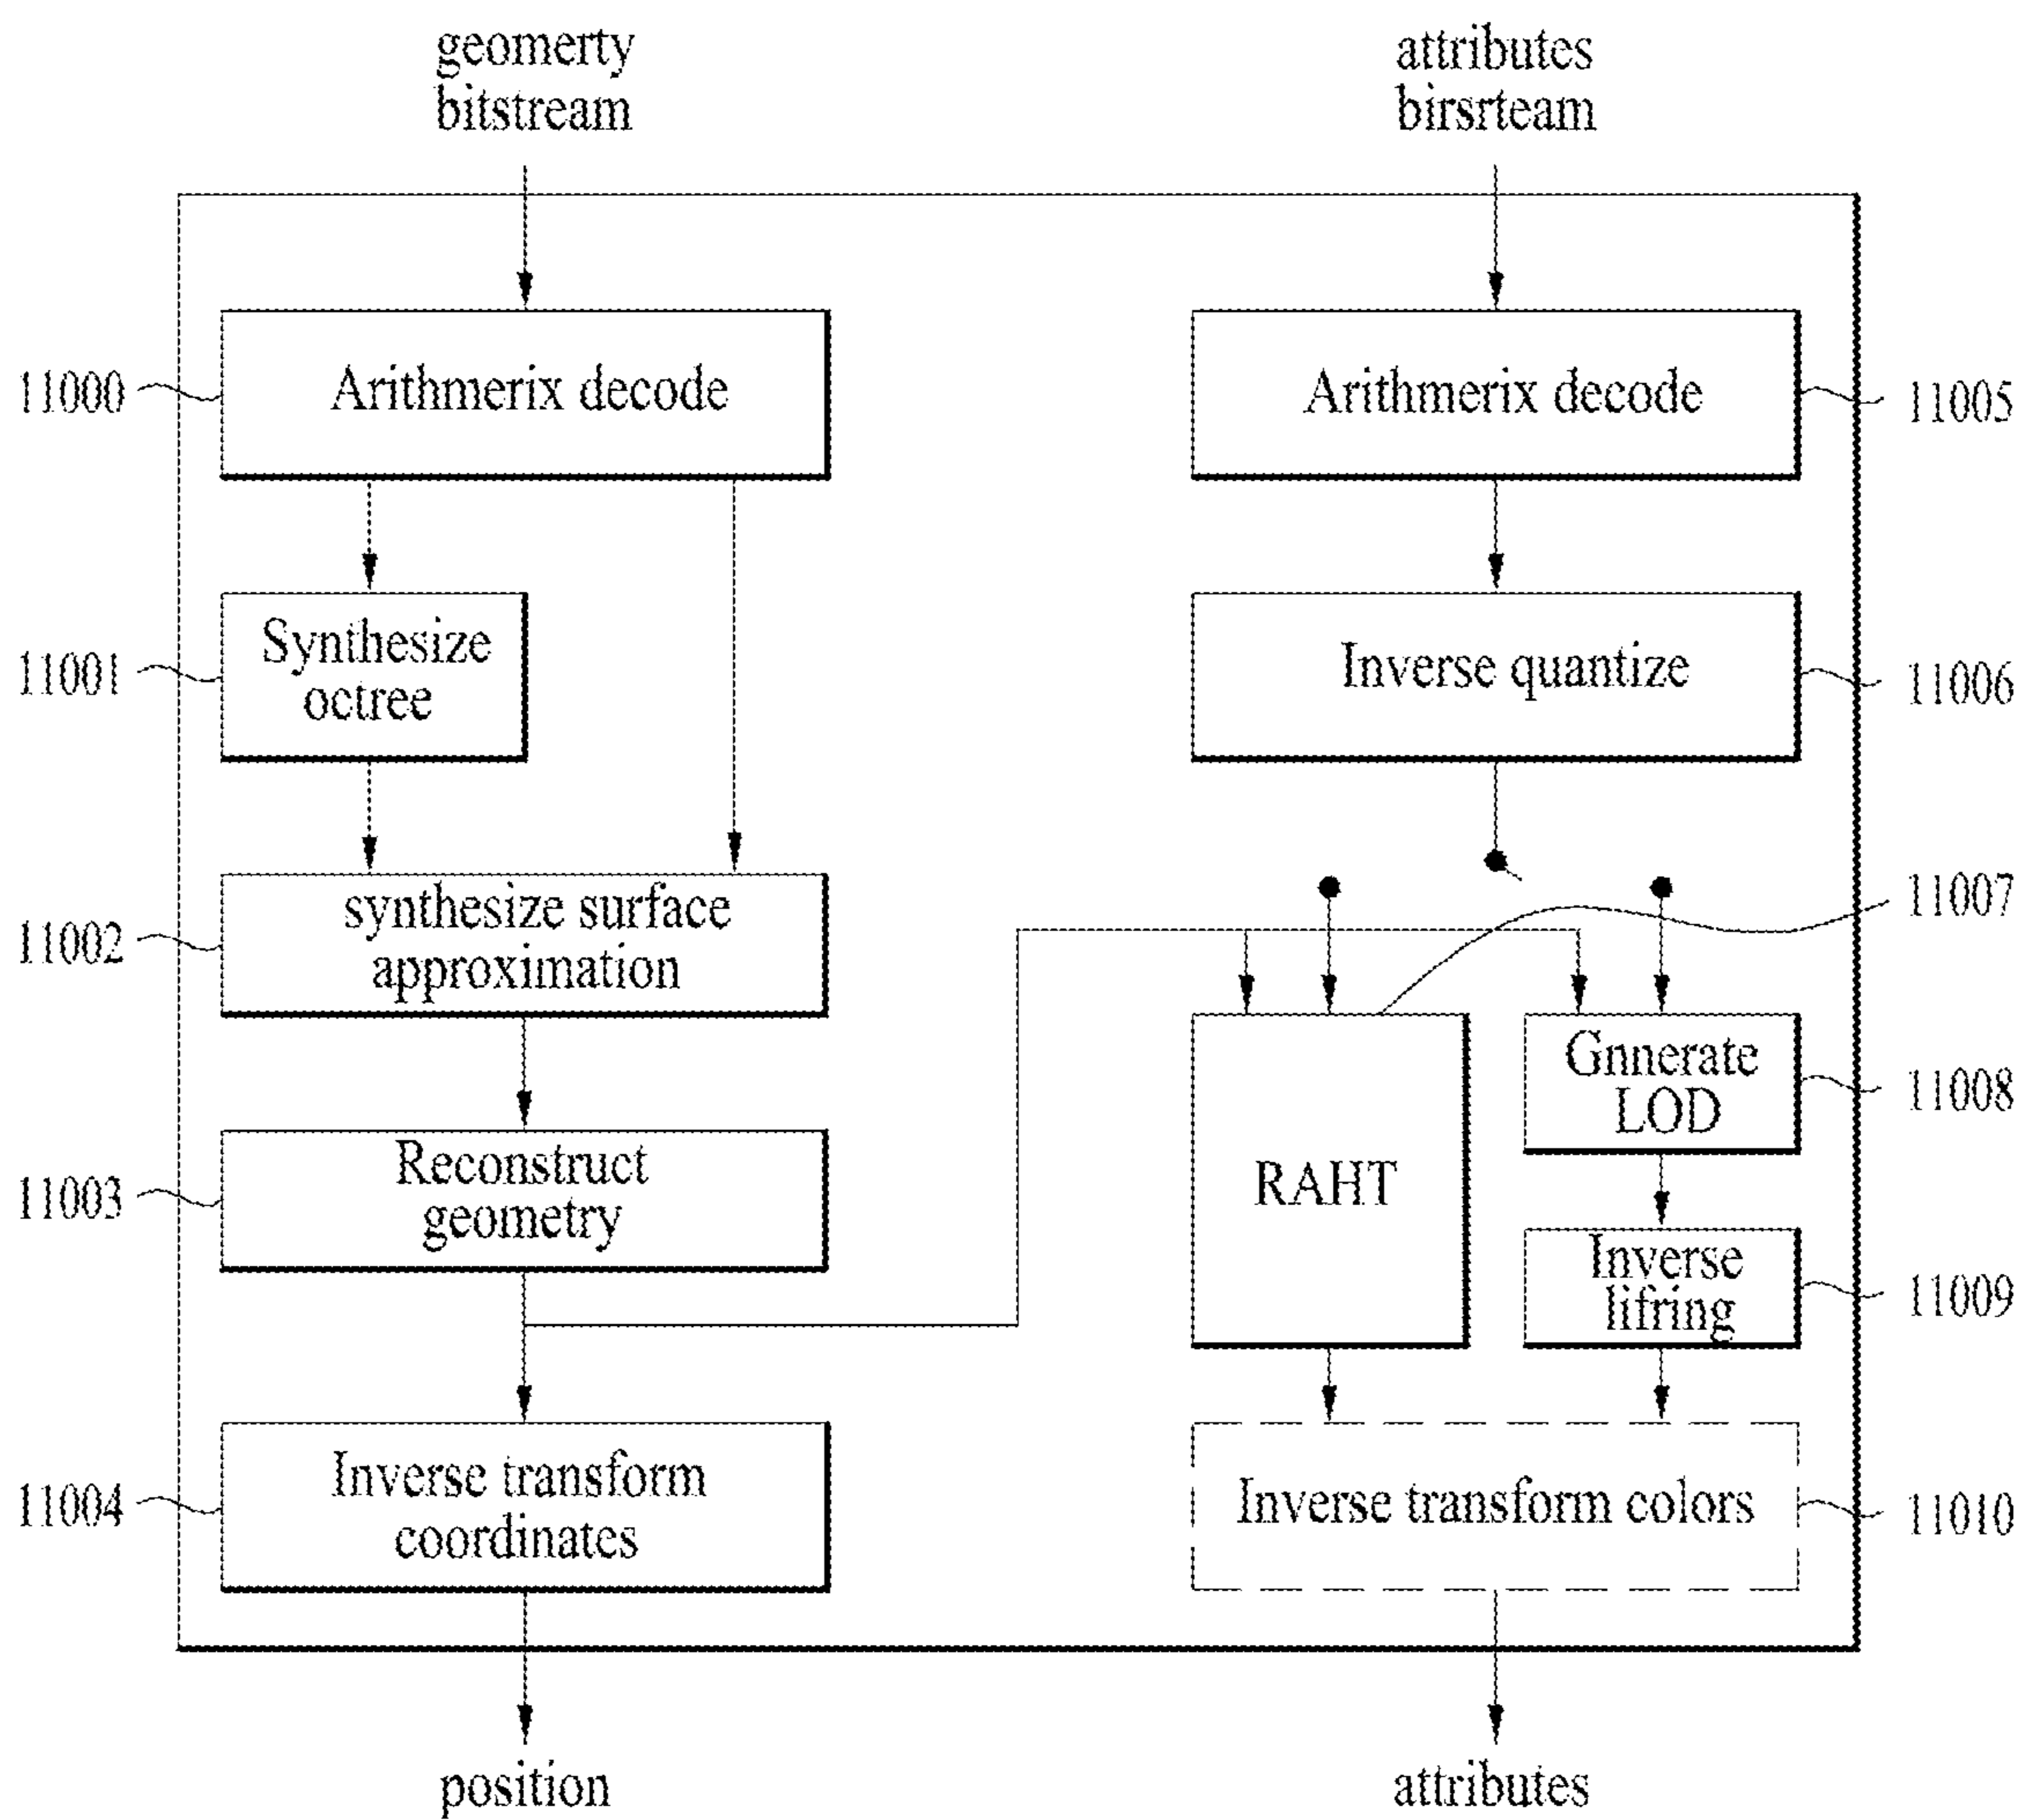 geomerty
bitstream
attributes
birsrteam
11000
Arithmerix decode
Arithmerix decode
11005
11001
Synthesize
octree
Inverse quantize
11006
11002
synthesize surface
approximation
11007
RAHT
Gnnerate
LOD
11008
11003
Reconstruct
geometry
Inverse
lifring
11009
11004
Inverse transform
coordinates
Inverse transform colors
11010
position
attributes